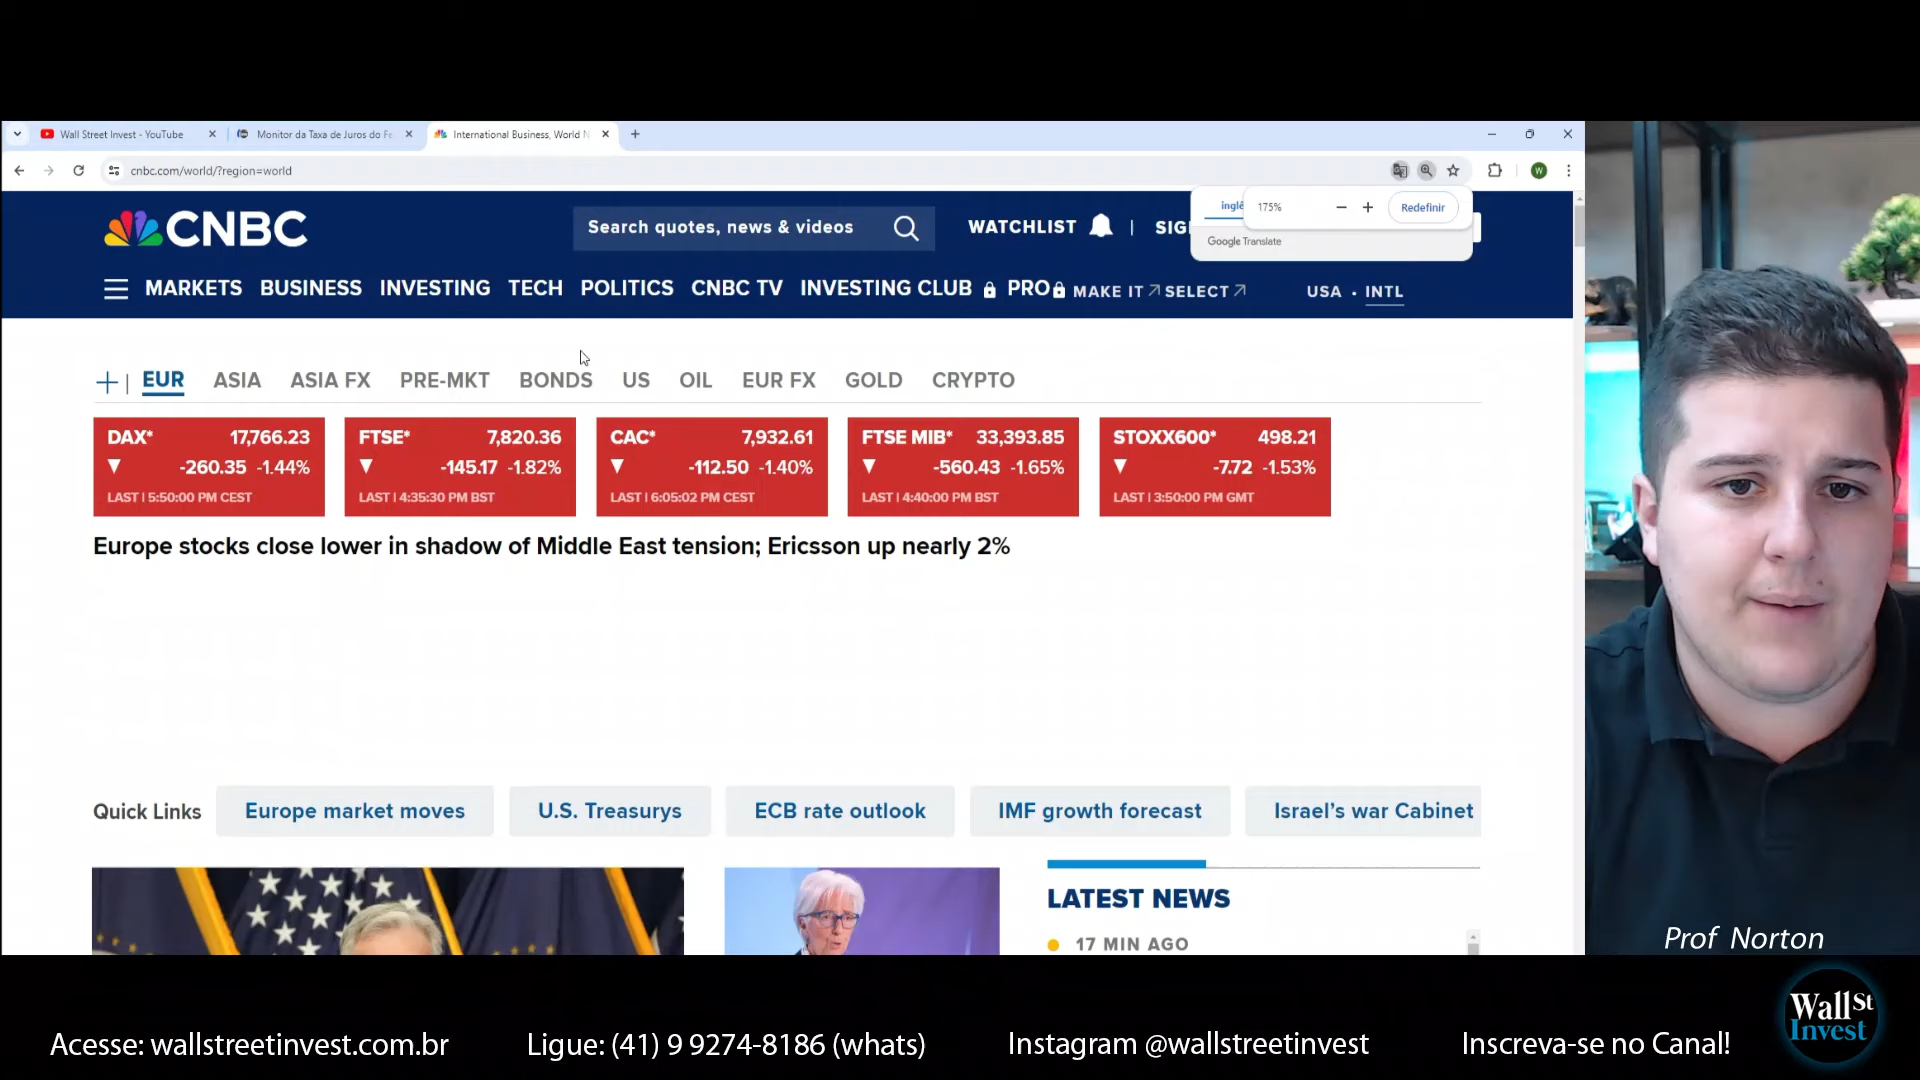 Wall Street Invest - YouTube
Monitor da Taxa de Juros do Fe
International Business, World N
cnbc.com/world/?region=world
CNBC
Search quotes, news & videos
WATCHLIST | SIG
inglê
175%
Redefinir
Google Translate
MARKETS BUSINESS INVESTING TECH POLITICS CNBC TV INVESTING CLUB PRO MAKE IT SELECT USA • INTL
EUR ASIA ASIA FX PRE-MKT BONDS US OIL EUR FX GOLD CRYPTO
DAX* 17,766.23
▼ -260.35 -1.44%
LAST | 5:50:00 PM CEST
FTSE* 7,820.36
▼ -145.17 -1.82%
LAST | 4:35:30 PM BST
CAC* 7,932.61
▼ -112.50 -1.40%
LAST | 6:05:02 PM CEST
FTSE MIB* 33,393.85
▼ -560.43 -1.65%
LAST | 4:40:00 PM BST
STOXX600* 498.21
▼ -7.72 -1.53%
LAST | 3:50:00 PM GMT
Europe stocks close lower in shadow of Middle East tension; Ericsson up nearly 2%
Quick Links Europe market moves U.S. Treasurys ECB rate outlook IMF growth forecast Israel's war Cabinet
LATEST NEWS
17 MIN AGO
Prof Norton
WallSt
Invest
Acesse: wallstreetinvest.com.br Ligue: (41) 9 9274-8186 (whats) Instagram @wallstreetinvest Inscreva-se no Canal!